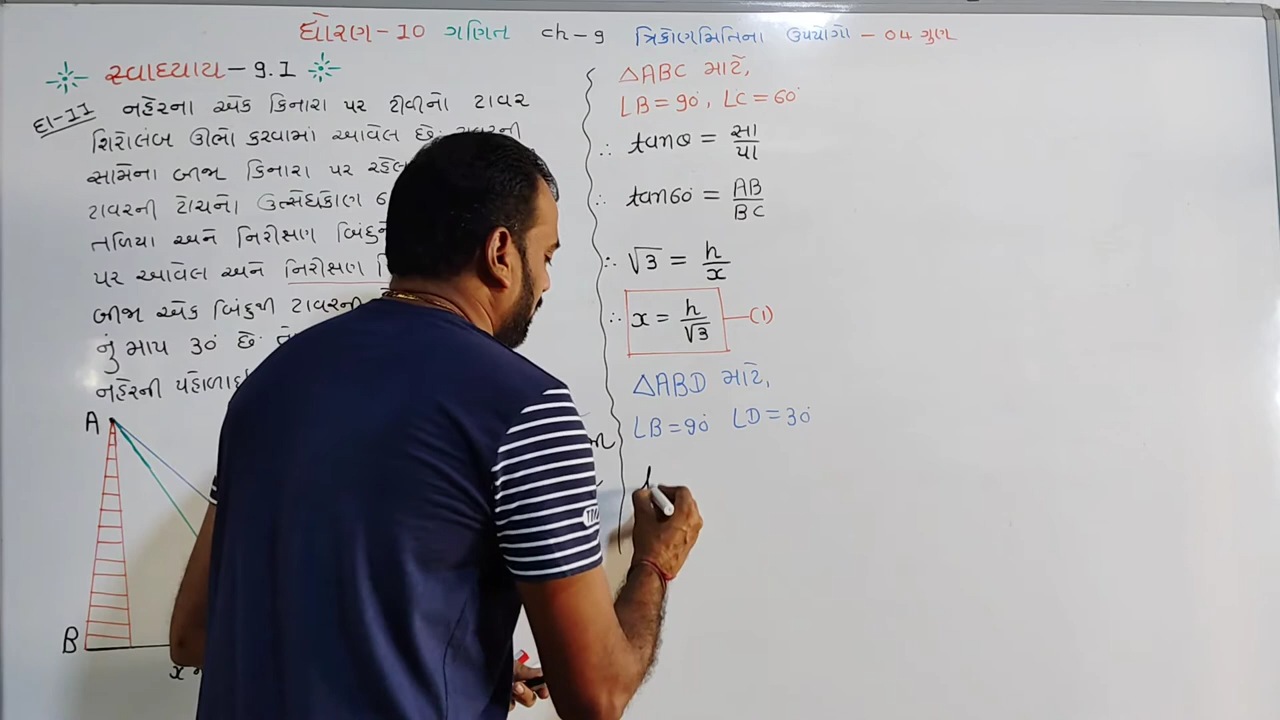 ધોરણ-10 ગણિત ch-9 ત્રિકોણમિતિના ઉપયોગો - 04 ગુણ
સ્વાધ્યાય-9.1
દા-11 નહેરના એક કિનારા પર ટીવીનો ટાવર
શિરોલંબ ઊભો કરવામાં આવેલ છે. ટાવરની
સામેના બીજા કિનારા પર રહેલ
ટાવરની ટોચનો ઉત્સેધકોણ
તળિયા અને નિરીક્ષણ બિંદુને
પર આવેલ અને નિરીક્ષણ
બીજા એક બિંદુથી ટાવરની
નું માપ 30° છે.
નહેરની પહોળાઈ
A
B
x
△ABC માટે,
∠B=90°, ∠C=60°
∴ tanθ = સા/પા
∴ tan60° = AB/BC
∴ √3 = h/x
∴ x = h/√3 —(1)
△ABD માટે,
∠B=90° ∠D=30°